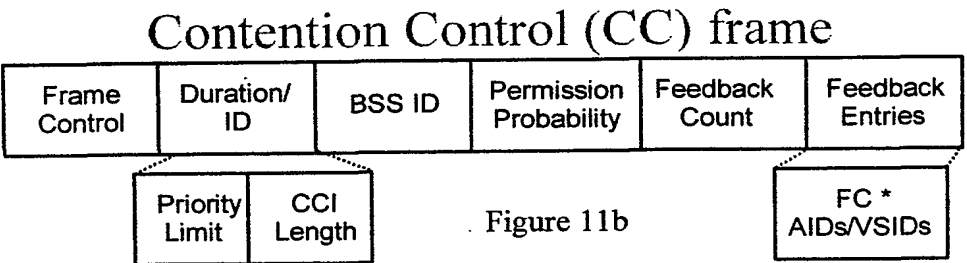 Contention Control (CC) frame
Frame
Control
Duration/
ID
BSS ID
Permission
Probability
Feedback
Count
Feedback
Entries
Priority
Limit
CCI
Length
Figure 11b
FC *
AIDs/VSIDs